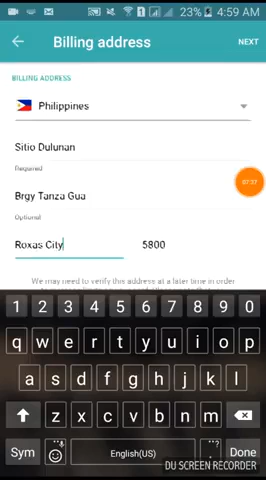 23% 4:59 AM
Billing address NEXT
BILLING ADDRESS
Philippines
Sitio Dulunan
Required
07:37
Brgy Tanza Gua
Optional
Roxas City 5800
We may need to verify this address at a later time in order
1 2 3 4 5 6 7 8 9 0
q w e r t y u i o p
a s d f g h j k l
z x c v b n m
Sym English(US) Done
DU SCREEN RECORDER